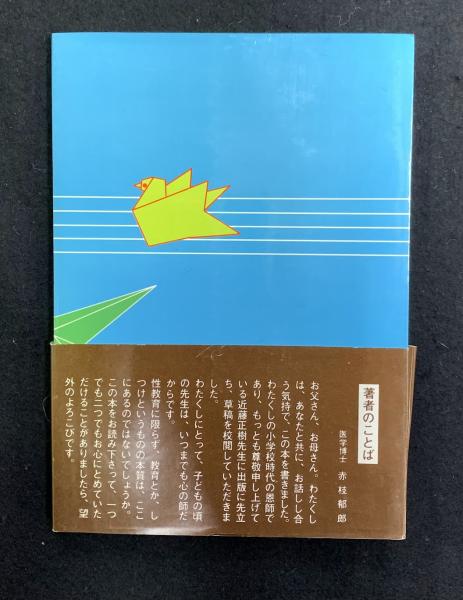 著者のことば
医学博士 赤枝郁郎
お父さん、お母さん。わたくし
は、あなたと共に、お話しし合
う気持で、この本を書きました。
わたくしの小学校時代の恩師で
あり、もっとも尊敬申し上げて
いる近藤正樹先生に出版に先立
ち、草稿を校閲していただきま
した。
わたくしにとって、子どもの頃
の先生は、いつまでも心の師だ
からです。
性教育に限らず、教育とか、し
つけというものの本質は、ここ
にあるのではないでしょうか。
この本をお読み下さって、一つ
でも二つでもお心にとめていた
だけることがありましたら、望
外のよろこびです。